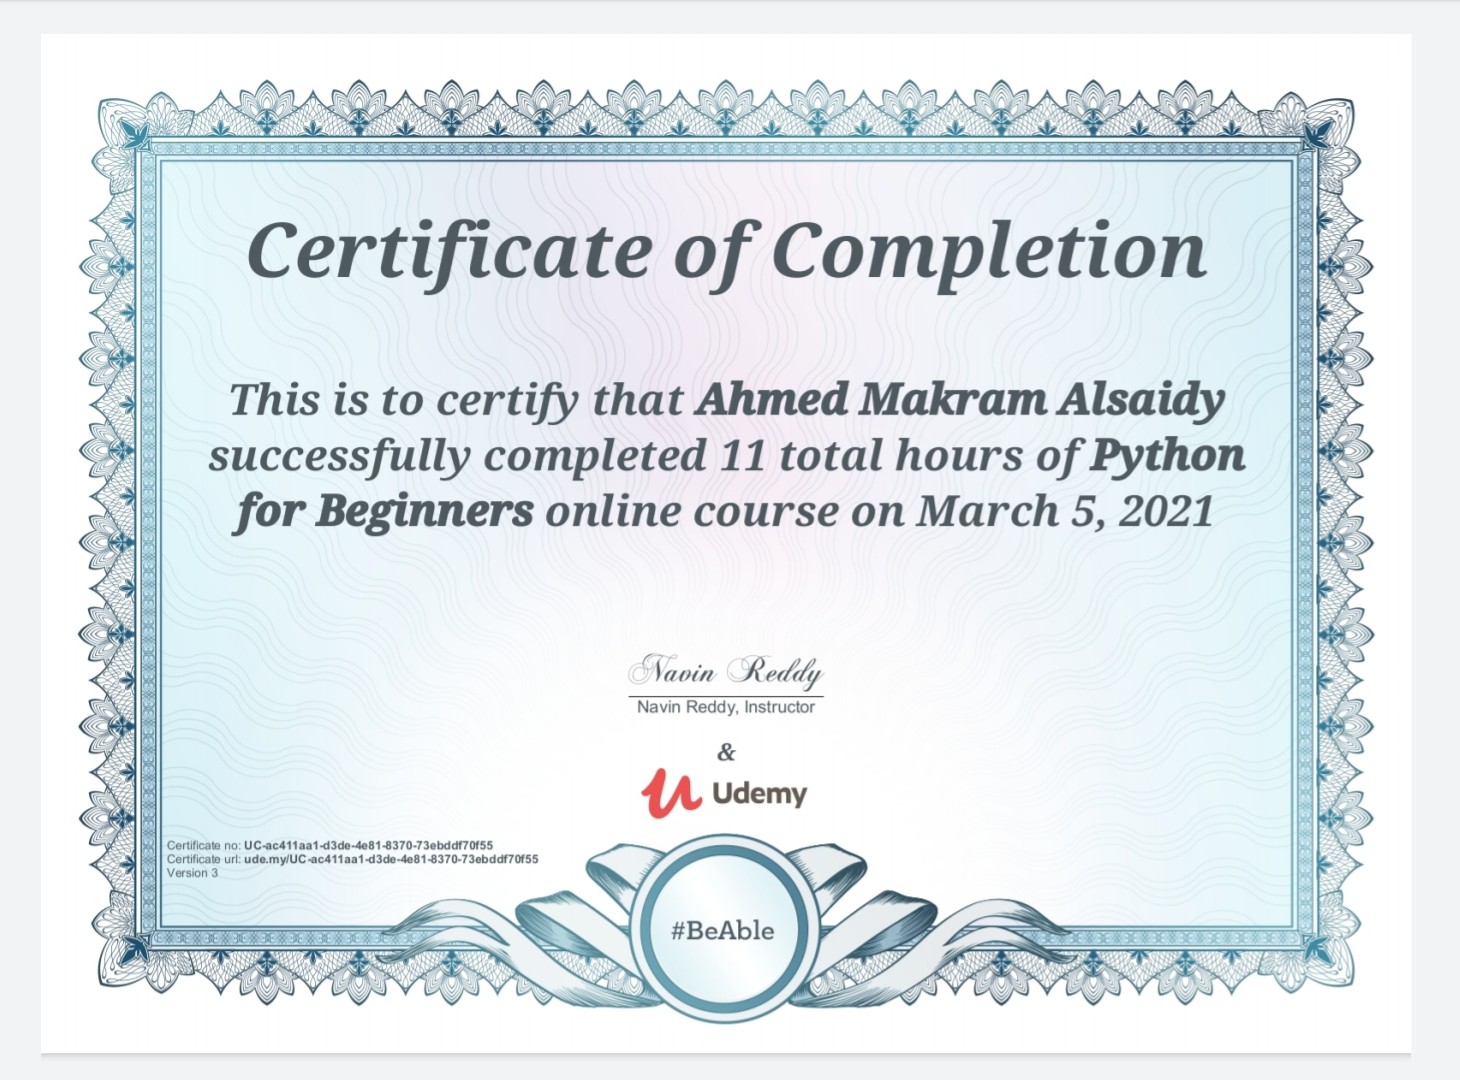 Certificate of Completion
This is to certify that Ahmed Makram Alsaidy
successfully completed 11 total hours of Python
for Beginners online course on March 5, 2021
Navin Reddy
Navin Reddy, Instructor
&
Udemy
Certificate no: UC-ac411aa1-d3de-4e81-8370-73ebddf70f55
Certificate url: ude.my/UC-ac411aa1-d3de-4e81-8370-73ebddf70f55
Version 3
#BeAble